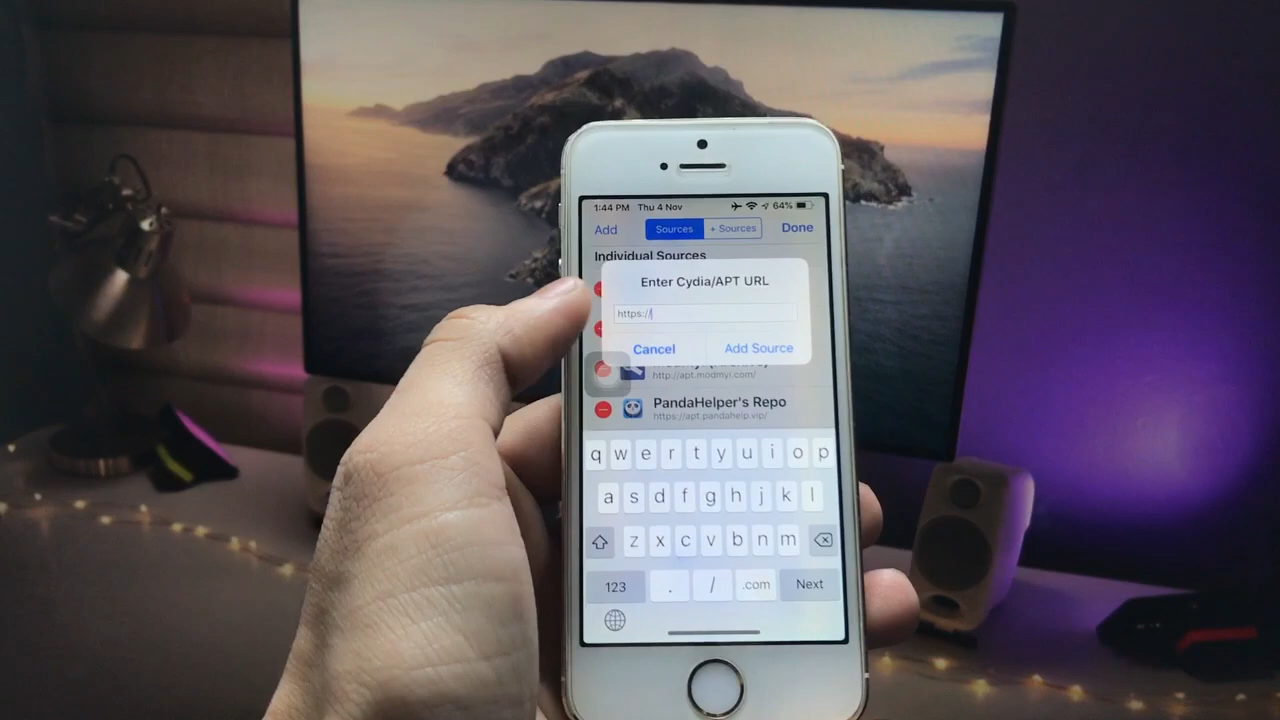 1:44 PM Thu 4 Nov 64%
Add Sources + Sources Done
Individual Sources
Enter Cydia/APT URL
https://
Cancel Add Source
http://apt.modmyi.com/
PandaHelper's Repo
https://apt.pandahelp.vip/
q w e r t y u i o p
a s d f g h j k l
z x c v b n m
123 . / .com Next